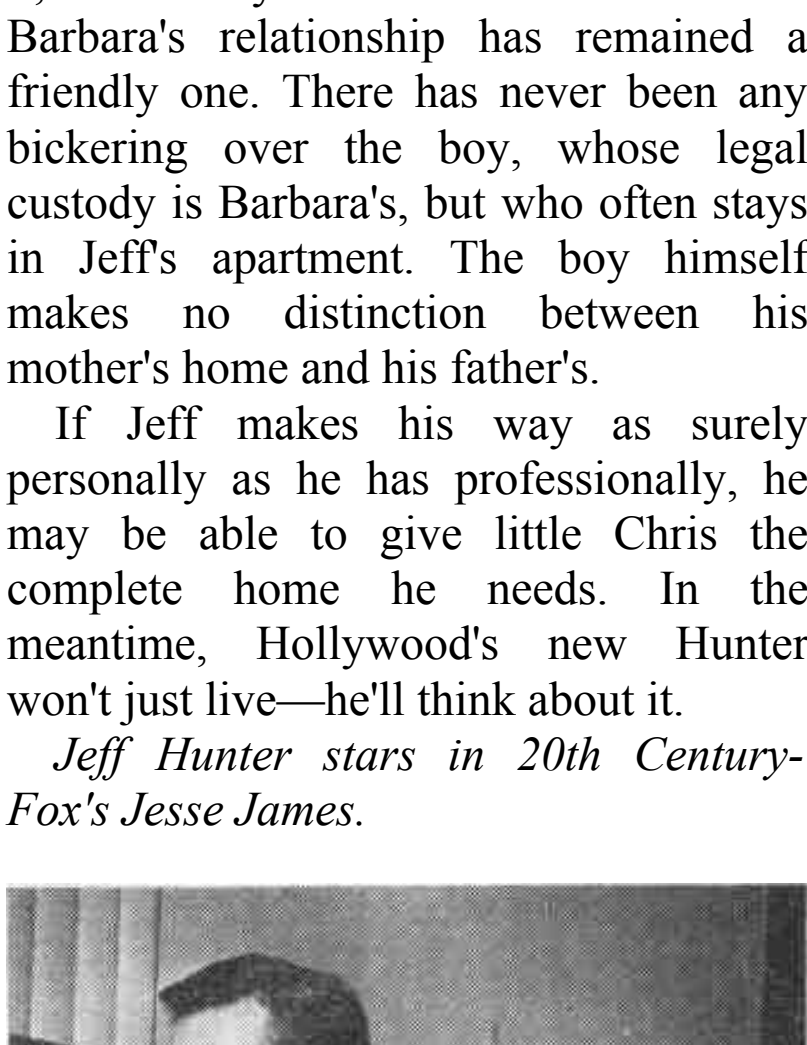 Barbara's relationship has remained a
friendly one. There has never been any
bickering over the boy, whose legal
custody is Barbara's, but who often stays
in Jeff's apartment. The boy himself
makes no distinction between his
mother's home and his father's.
If Jeff makes his way as surely
personally as he has professionally, he
may be able to give little Chris the
complete home he needs. In the
meantime, Hollywood's new Hunter
won't just live—he'll think about it.
Jeff Hunter stars in 20th Century-
Fox's Jesse James.